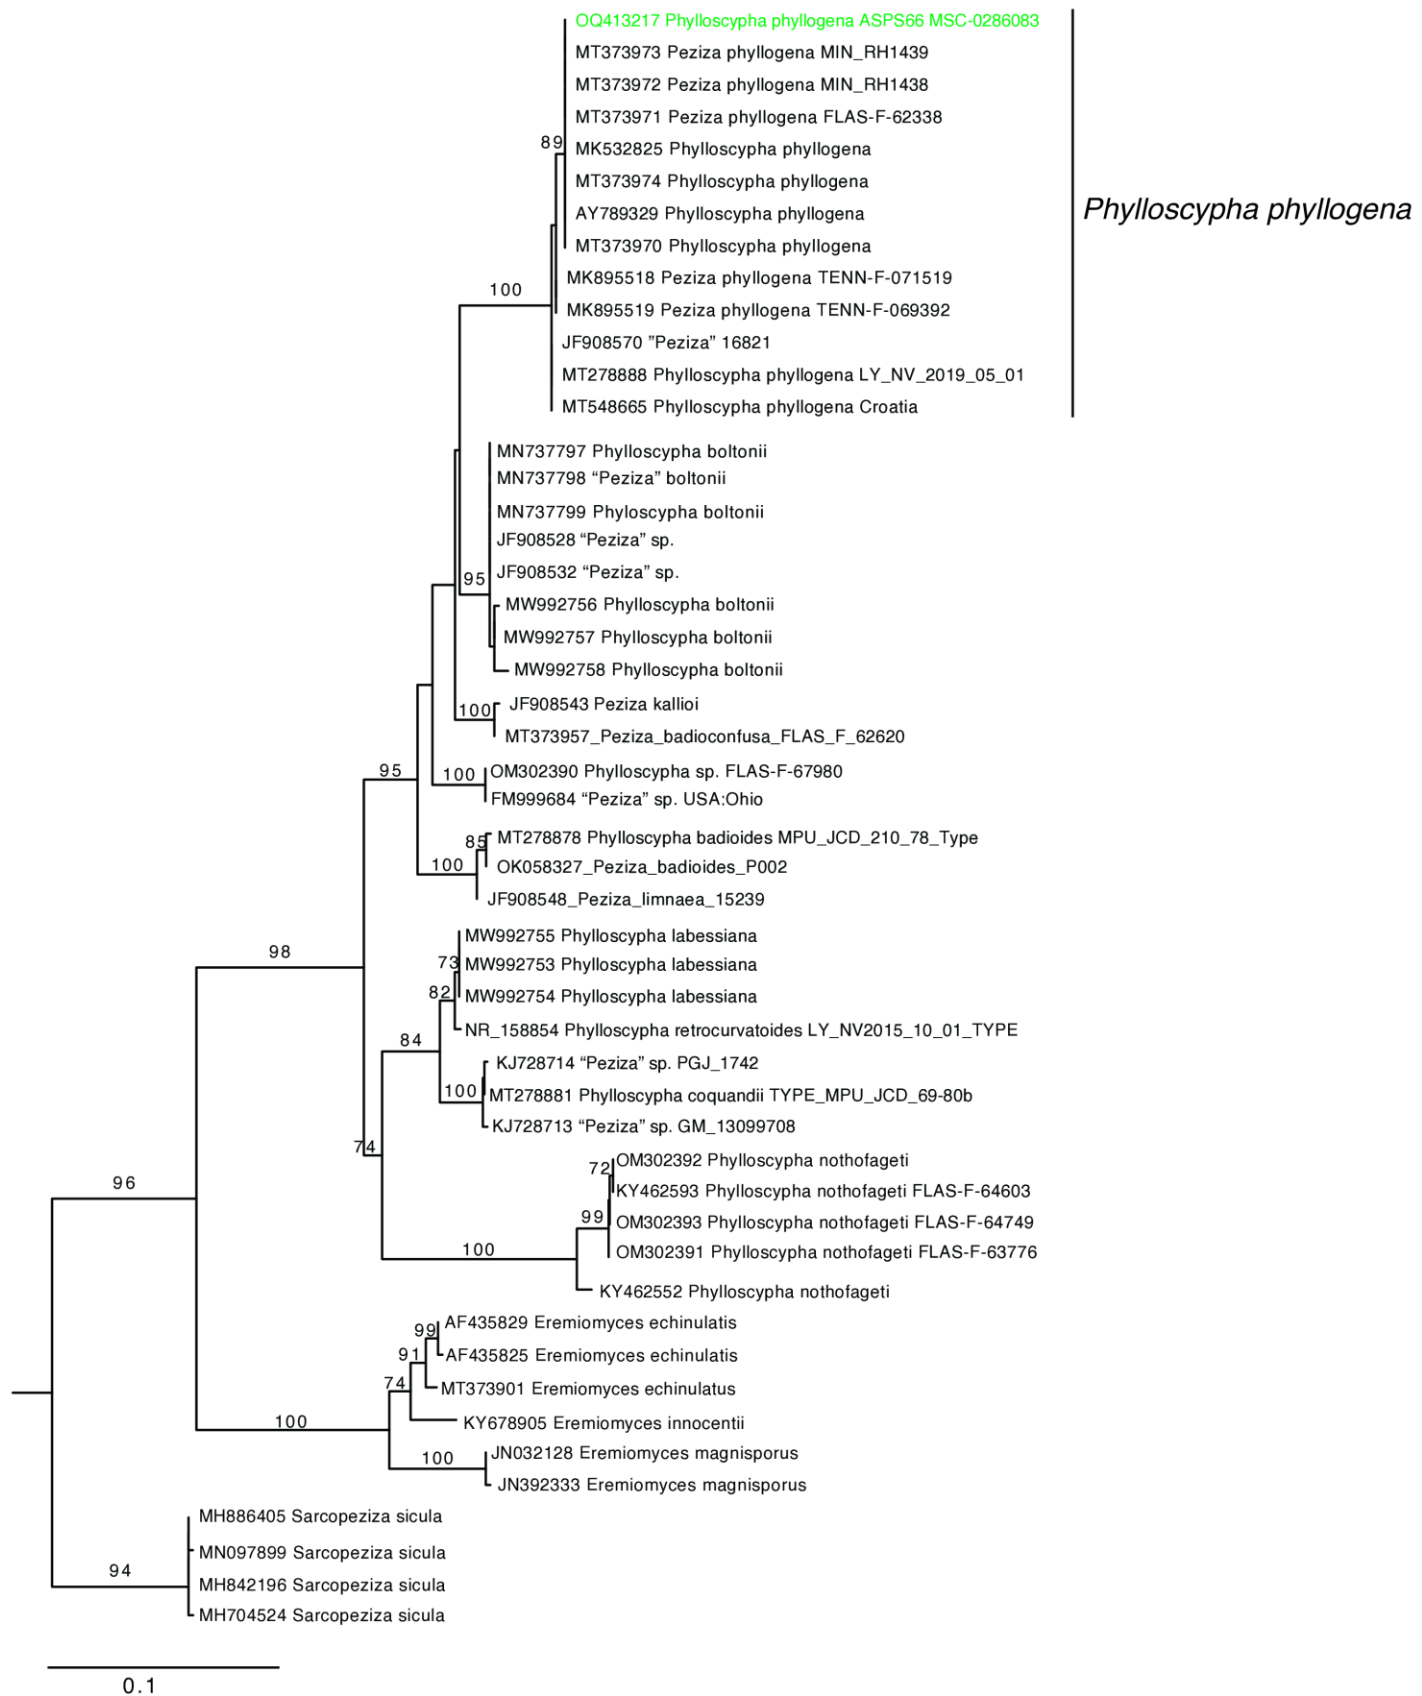 OQ413217 Phylloscypha phyllogena ASPS66 MSC-0286083
MT373973 Peziza phyllogena MIN_RH1439
MT373972 Peziza phyllogena MIN_RH1438
MT373971 Peziza phyllogena FLAS-F-62338
89
MK532825 Phylloscypha phyllogena
MT373974 Phylloscypha phyllogena
AY789329 Phylloscypha phyllogena
Phylloscypha phyllogena
MT373970 Phylloscypha phyllogena
MK895518 Peziza phyllogena TENN-F-071519
100
MK895519 Peziza phyllogena TENN-F-069392
JF908570 ”Peziza” 16821
MT278888 Phylloscypha phyllogena LY_NV_2019_05_01
MT548665 Phylloscypha phyllogena Croatia
MN737797 Phylloscypha boltonii
MN737798 “Peziza” boltonii
MN737799 Phyloscypha boltonii
JF908528 “Peziza” sp.
JF908532 “Peziza” sp.
95
MW992756 Phylloscypha boltonii
MW992757 Phylloscypha boltonii
MW992758 Phylloscypha boltonii
JF908543 Peziza kallioi
100
MT373957_Peziza_badioconfusa_FLAS_F_62620
95
OM302390 Phylloscypha sp. FLAS-F-67980
100
FM999684 “Peziza” sp. USA:Ohio
MT278878 Phylloscypha badioides MPU_JCD_210_78_Type
85
100
OK058327_Peziza_badioides_P002
JF908548_Peziza_limnaea_15239
MW992755 Phylloscypha labessiana
98
73
MW992753 Phylloscypha labessiana
82
MW992754 Phylloscypha labessiana
NR_158854 Phylloscypha retrocurvatoides LY_NV2015_10_01_TYPE
84
KJ728714 “Peziza” sp. PGJ_1742
100
MT278881 Phylloscypha coquandii TYPE_MPU_JCD_69-80b
KJ728713 “Peziza” sp. GM_13099708
74
OM302392 Phylloscypha nothofageti
72
96
KY462593 Phylloscypha nothofageti FLAS-F-64603
99
OM302393 Phylloscypha nothofageti FLAS-F-64749
100
OM302391 Phylloscypha nothofageti FLAS-F-63776
KY462552 Phylloscypha nothofageti
AF435829 Eremiomyces echinulatis
99
91
AF435825 Eremiomyces echinulatis
74
MT373901 Eremiomyces echinulatus
100
KY678905 Eremiomyces innocentii
JN032128 Eremiomyces magnisporus
100
JN392333 Eremiomyces magnisporus
MH886405 Sarcopeziza sicula
MN097899 Sarcopeziza sicula
94
MH842196 Sarcopeziza sicula
MH704524 Sarcopeziza sicula
0.1